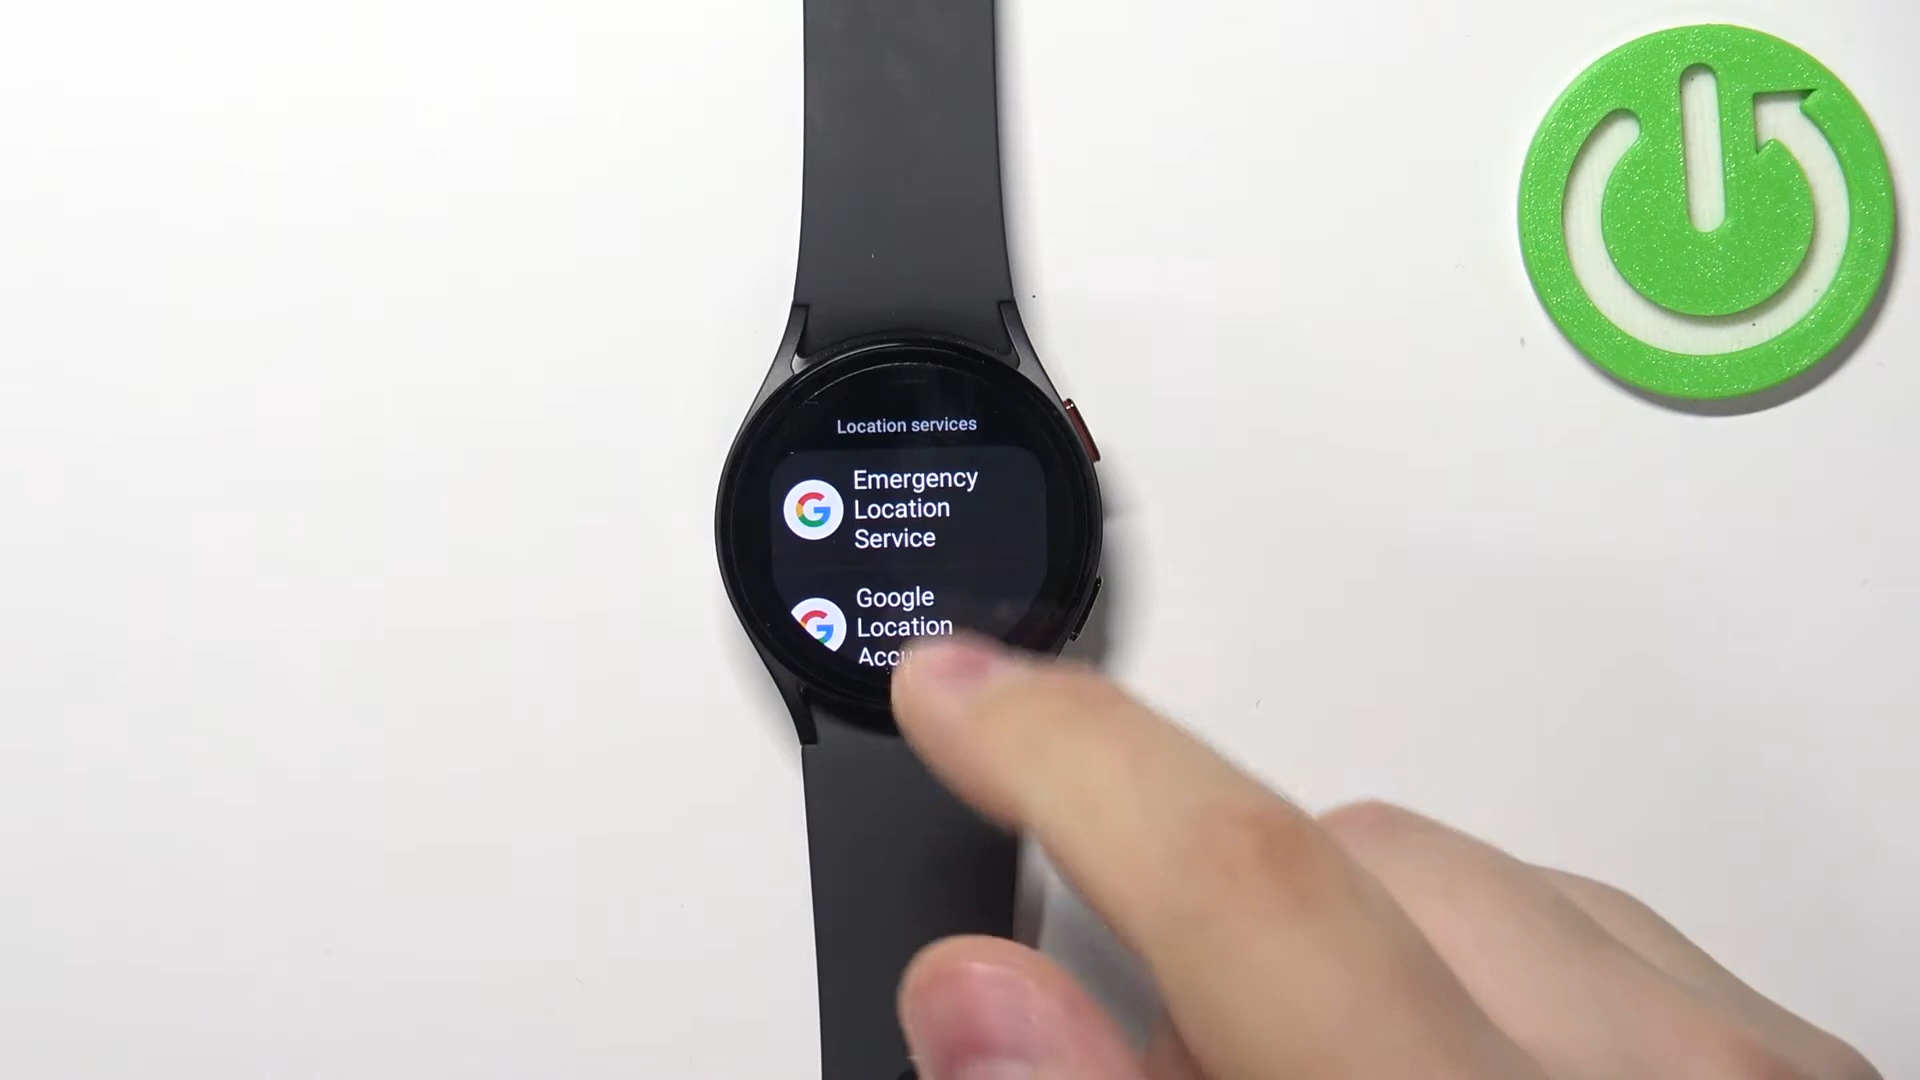 Location services
Emergency
Location
Service
Google
Location